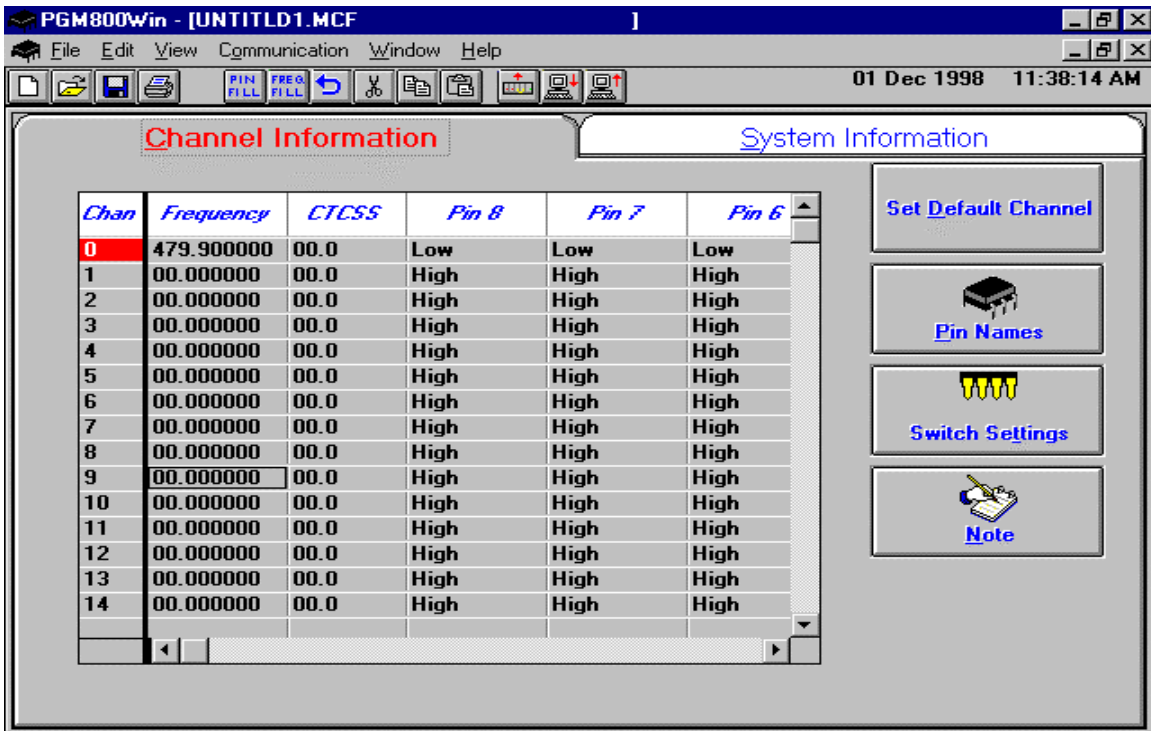 PGM800Win - [UNTITLD1.MCF ]
File Edit View Communication Window Help
PIN FILL FREQ. FILL 01 Dec 1998 11:38:14 AM
Channel Information System Information
Chan Frequency CTCSS Pin 8 Pin 7 Pin 6
0 479.900000 00.0 Low Low Low
1 00.000000 00.0 High High High
2 00.000000 00.0 High High High
3 00.000000 00.0 High High High
4 00.000000 00.0 High High High
5 00.000000 00.0 High High High
6 00.000000 00.0 High High High
7 00.000000 00.0 High High High
8 00.000000 00.0 High High High
9 00.000000 00.0 High High High
10 00.000000 00.0 High High High
11 00.000000 00.0 High High High
12 00.000000 00.0 High High High
13 00.000000 00.0 High High High
14 00.000000 00.0 High High High
Set Default Channel
Pin Names
Switch Settings
Note